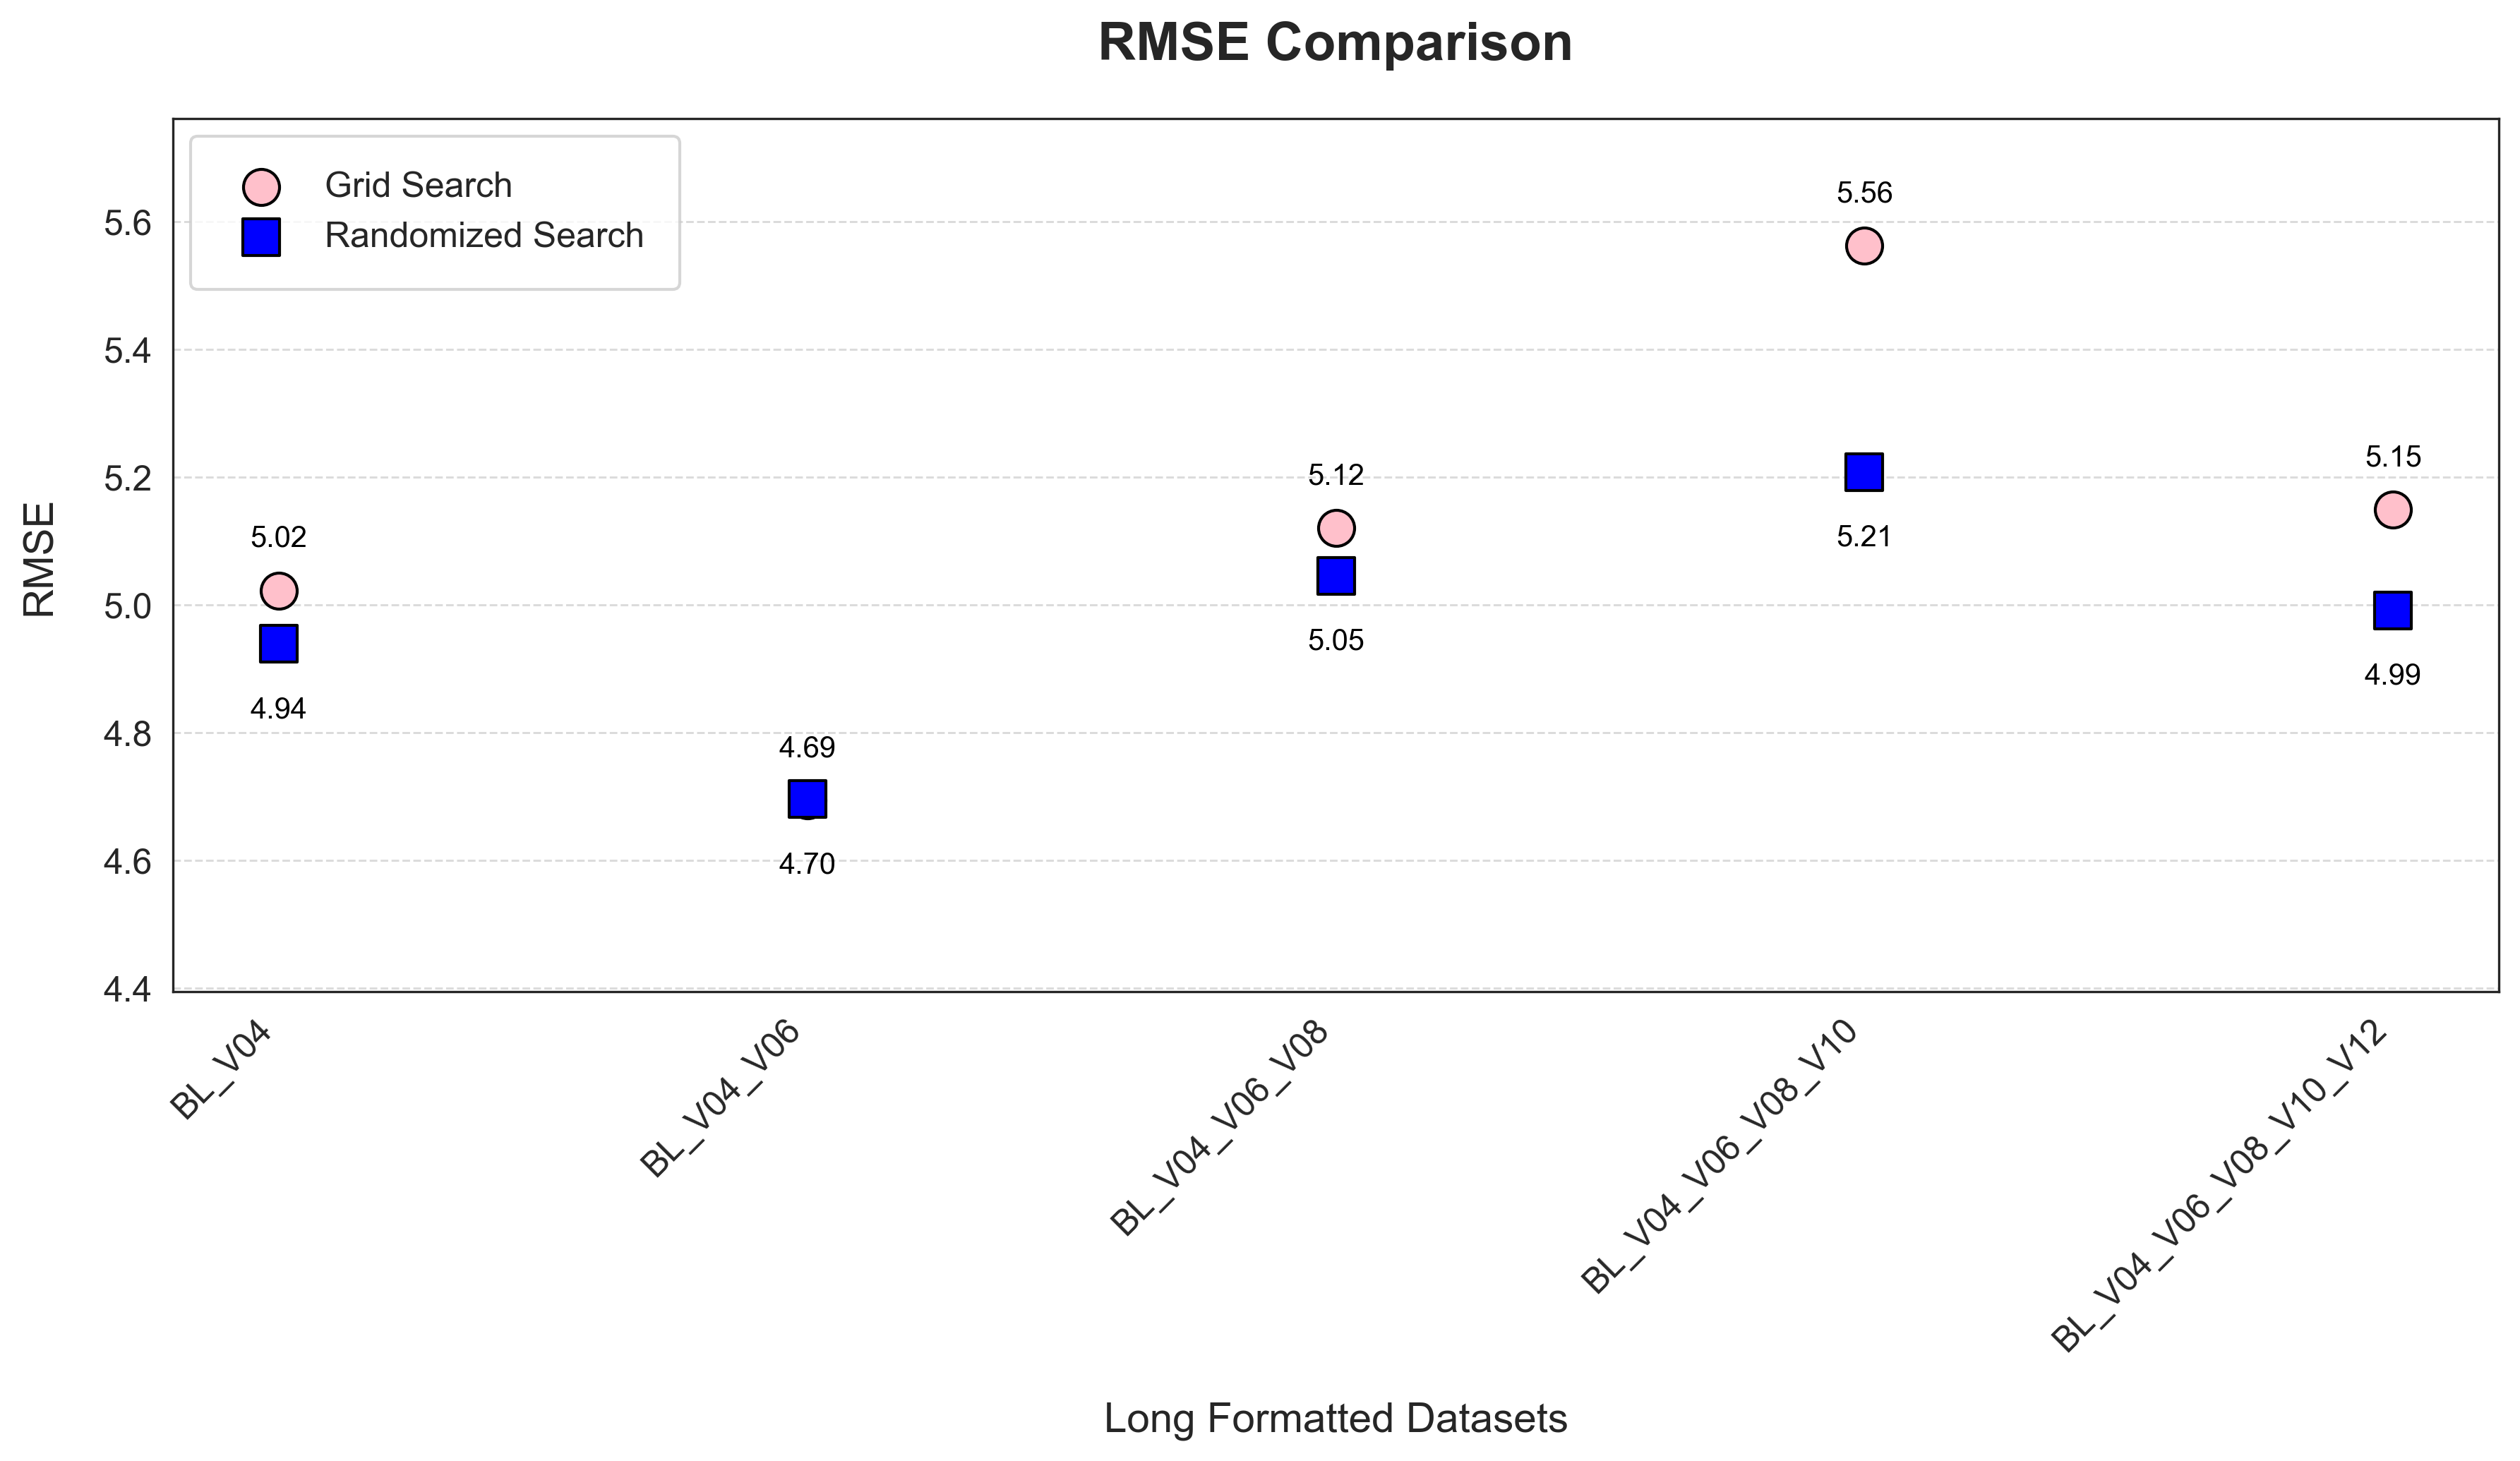 RMSE Comparison
Grid Search
Randomized Search
RMSE
5.6
5.4
5.2
5.0
4.8
4.6
4.4
5.02
4.94
4.69
4.70
5.12
5.05
5.56
5.21
5.15
4.99
BL_V04
BL_V04_V06
BL_V04_V06_V08
BL_V04_V06_V08_V10
BL_V04_V06_V08_V10_V12
Long Formatted Datasets